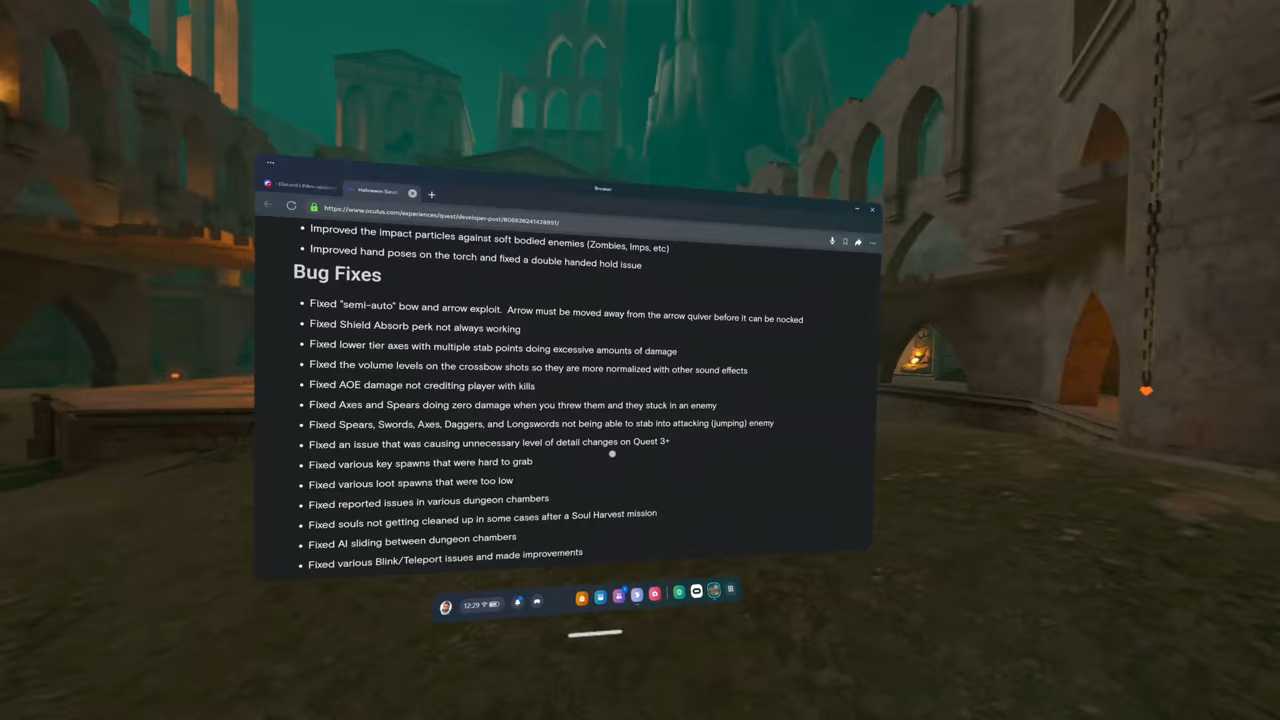 Browser
Discord | #dev-updates
Halloween Sandb
https://www.oculus.com/experiences/quest/developer-post/806826241428951/
• Improved the impact particles against soft bodied enemies (Zombies, Imps, etc)
• Improved hand poses on the torch and fixed a double handed hold issue
Bug Fixes
• Fixed "semi-auto" bow and arrow exploit. Arrow must be moved away from the arrow quiver before it can be nocked
• Fixed Shield Absorb perk not always working
• Fixed lower tier axes with multiple stab points doing excessive amounts of damage
• Fixed the volume levels on the crossbow shots so they are more normalized with other sound effects
• Fixed AOE damage not crediting player with kills
• Fixed Axes and Spears doing zero damage when you threw them and they stuck in an enemy
• Fixed Spears, Swords, Axes, Daggers, and Longswords not being able to stab into attacking (jumping) enemy
• Fixed an issue that was causing unnecessary level of detail changes on Quest 3+
• Fixed various key spawns that were hard to grab
• Fixed various loot spawns that were too low
• Fixed reported issues in various dungeon chambers
• Fixed souls not getting cleaned up in some cases after a Soul Harvest mission
• Fixed AI sliding between dungeon chambers
• Fixed various Blink/Teleport issues and made improvements
12:29